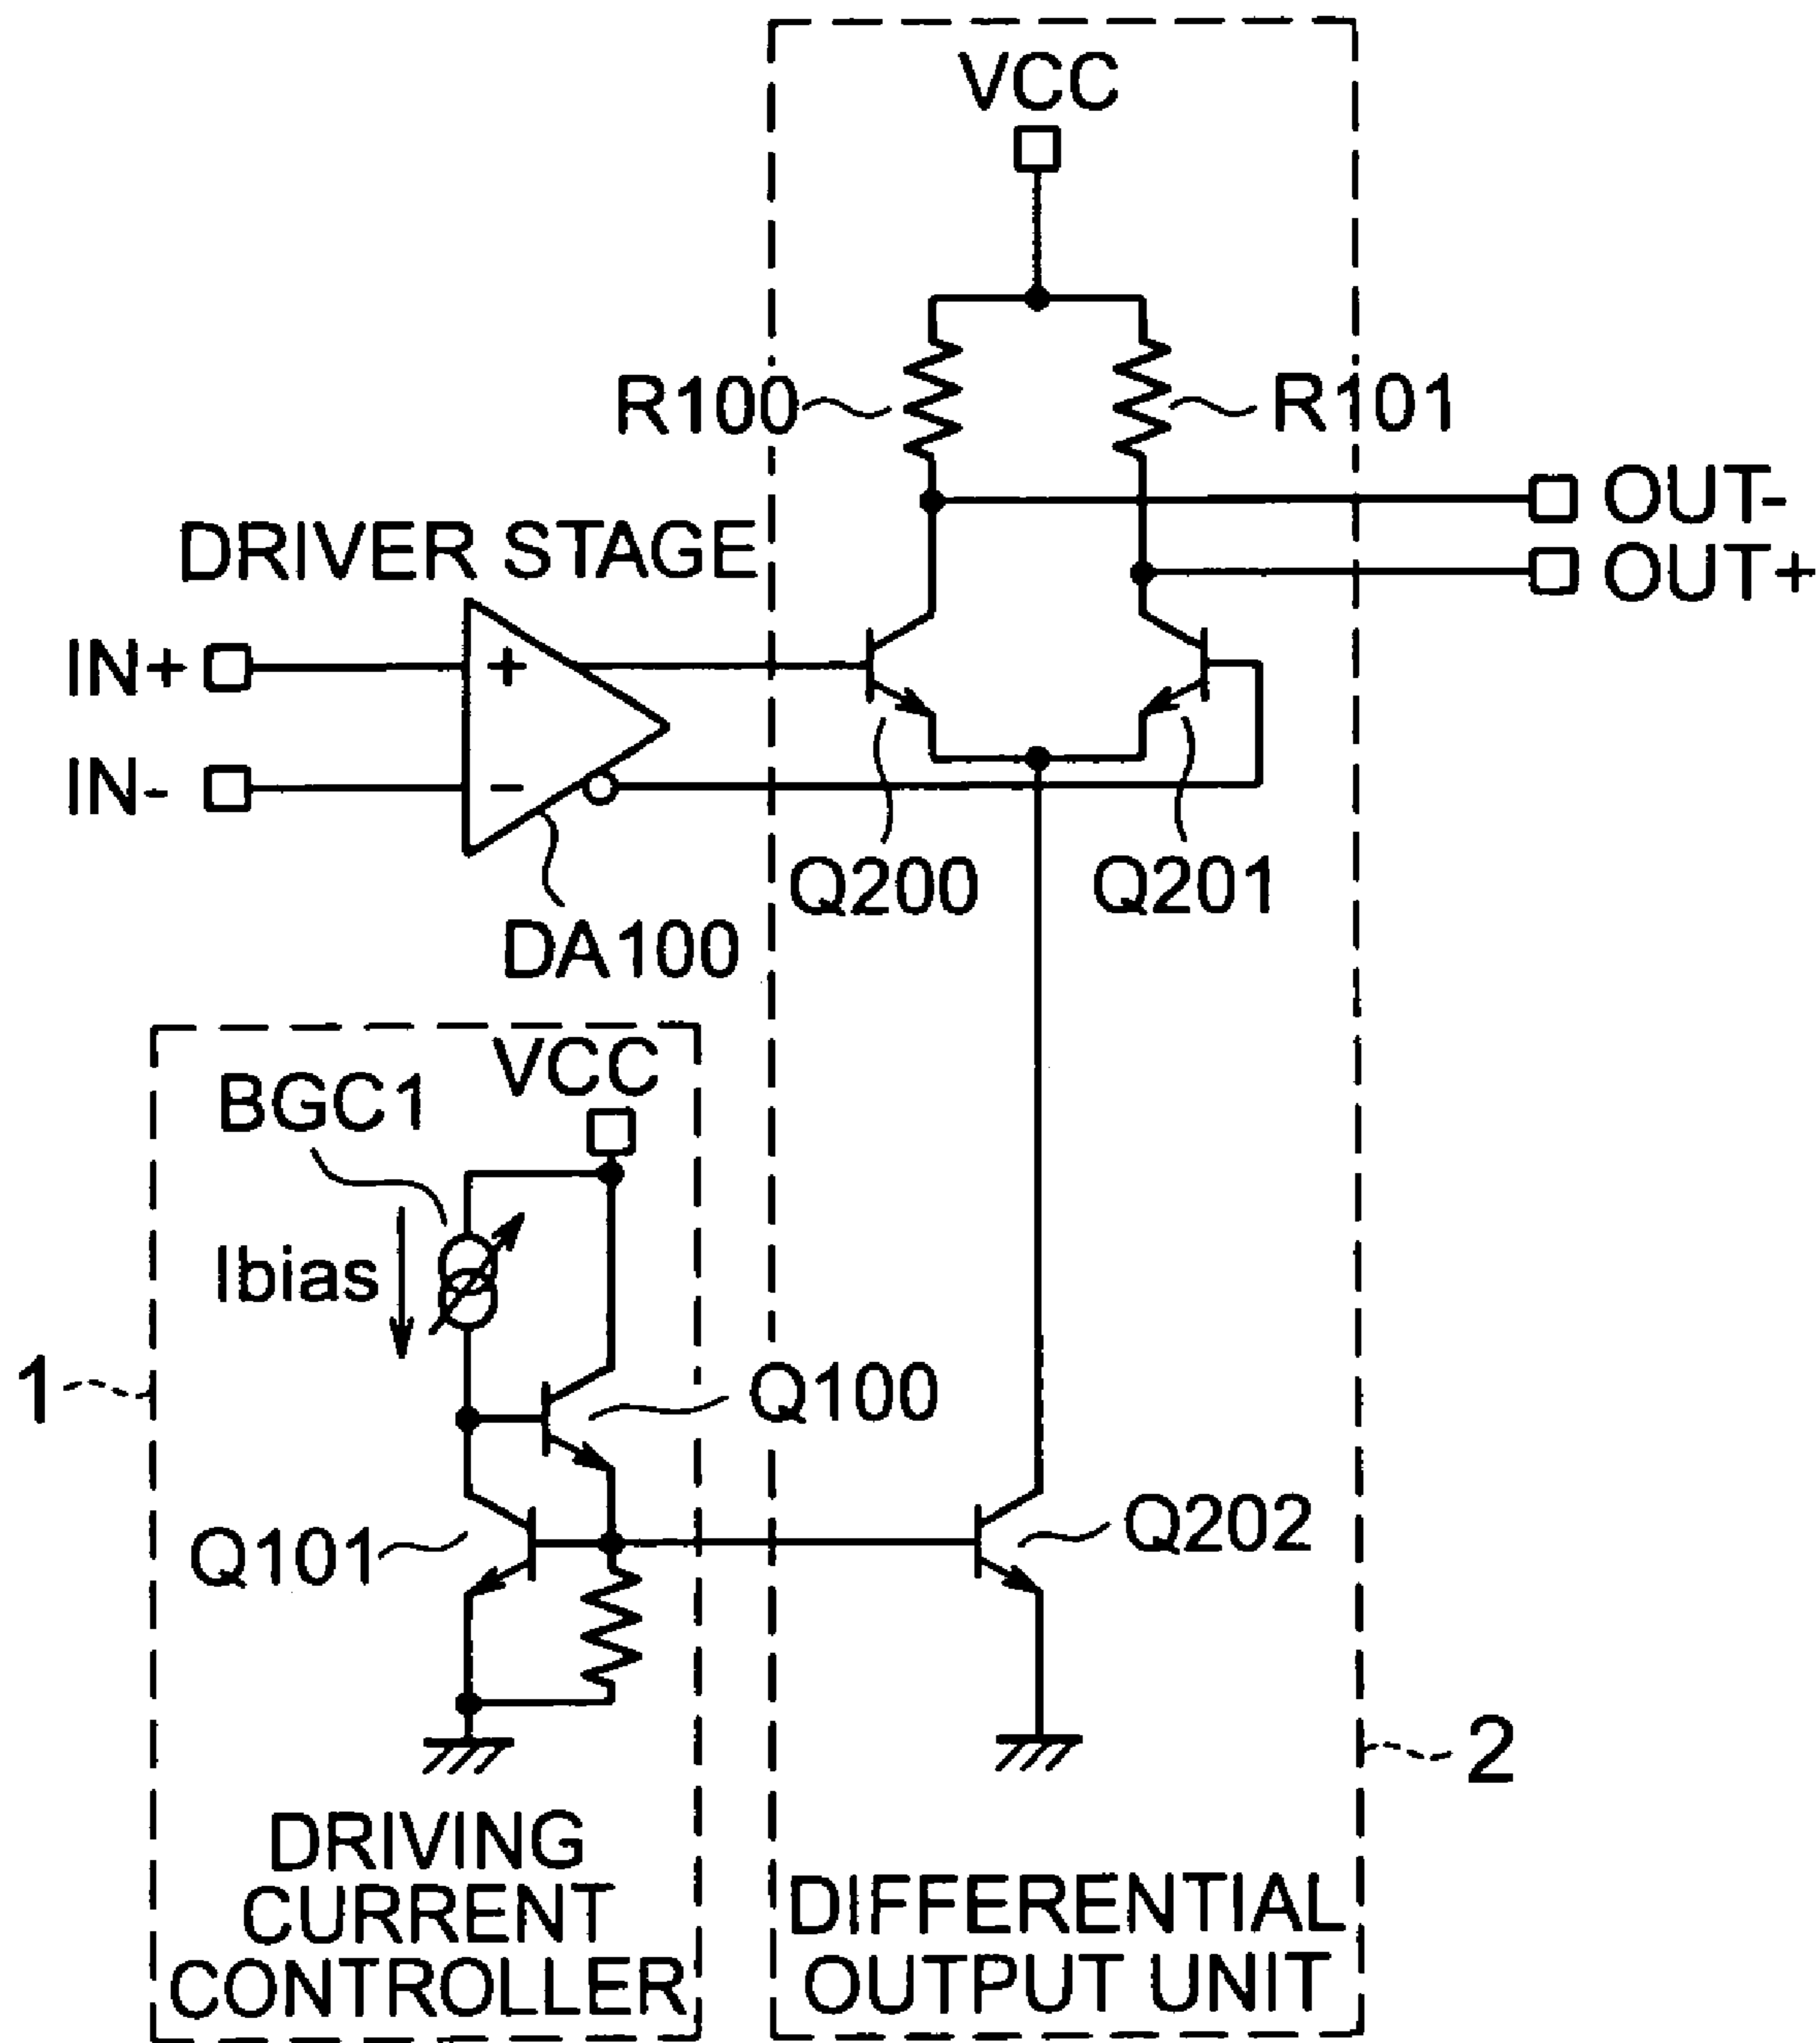 VCC
R100
R101
OUT-
OUT+
DRIVER STAGE
IN+
+
IN-
-
Q200
Q201
DA100
VCC
BGC1
Ibias
1
Q100
Q101
Q202
2
DRIVING
CURRENT
CONTROLLER
DIFFERENTIAL
OUTPUT UNIT